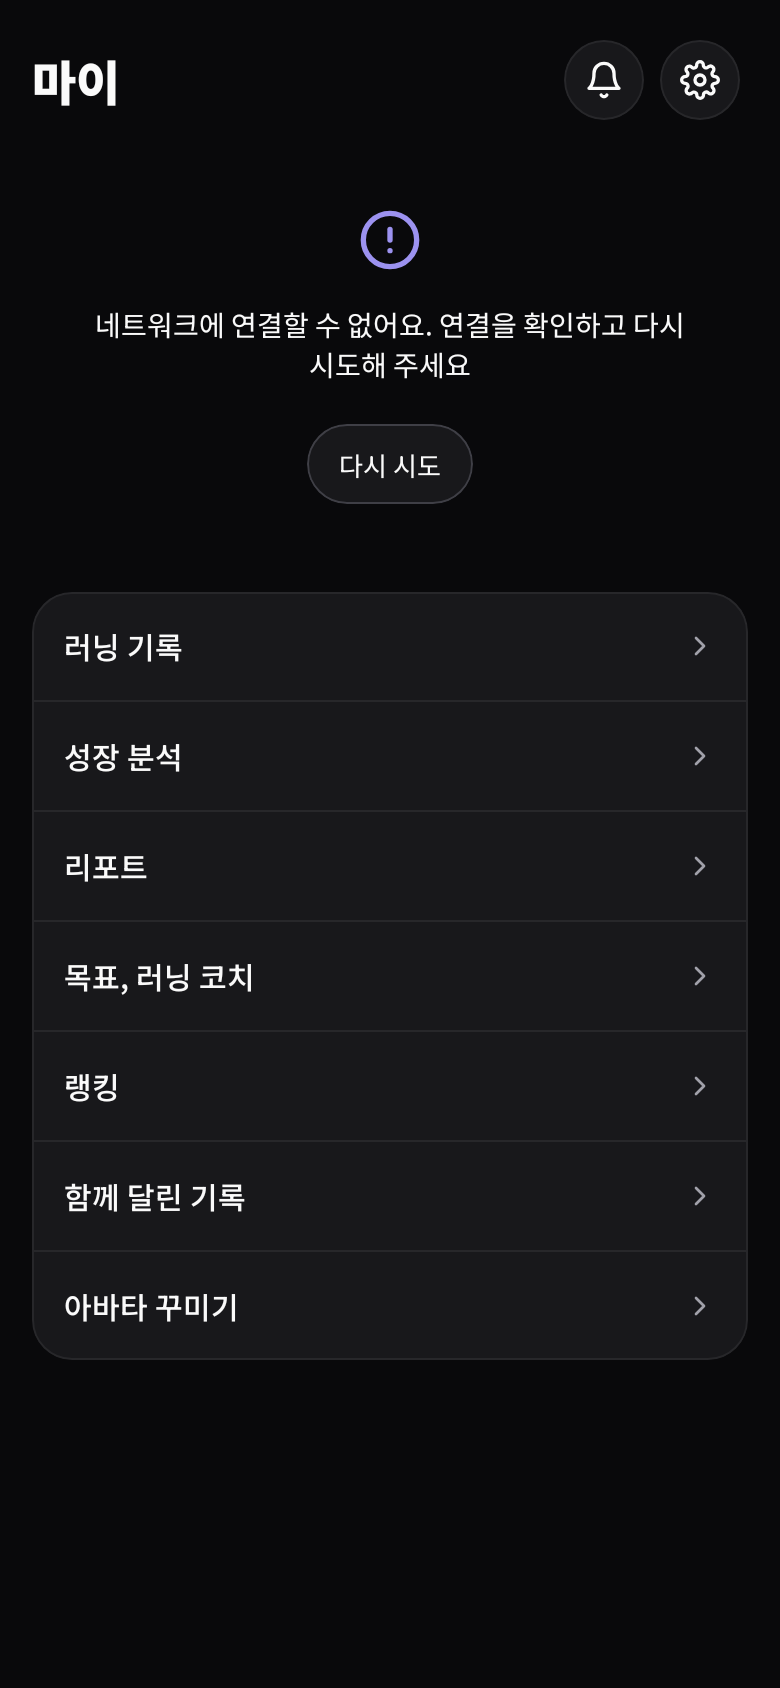 마이
네트워크에 연결할 수 없어요. 연결을 확인하고 다시
시도해 주세요
다시 시도
러닝 기록
성장 분석
리포트
목표, 러닝 코치
랭킹
함께 달린 기록
아바타 꾸미기